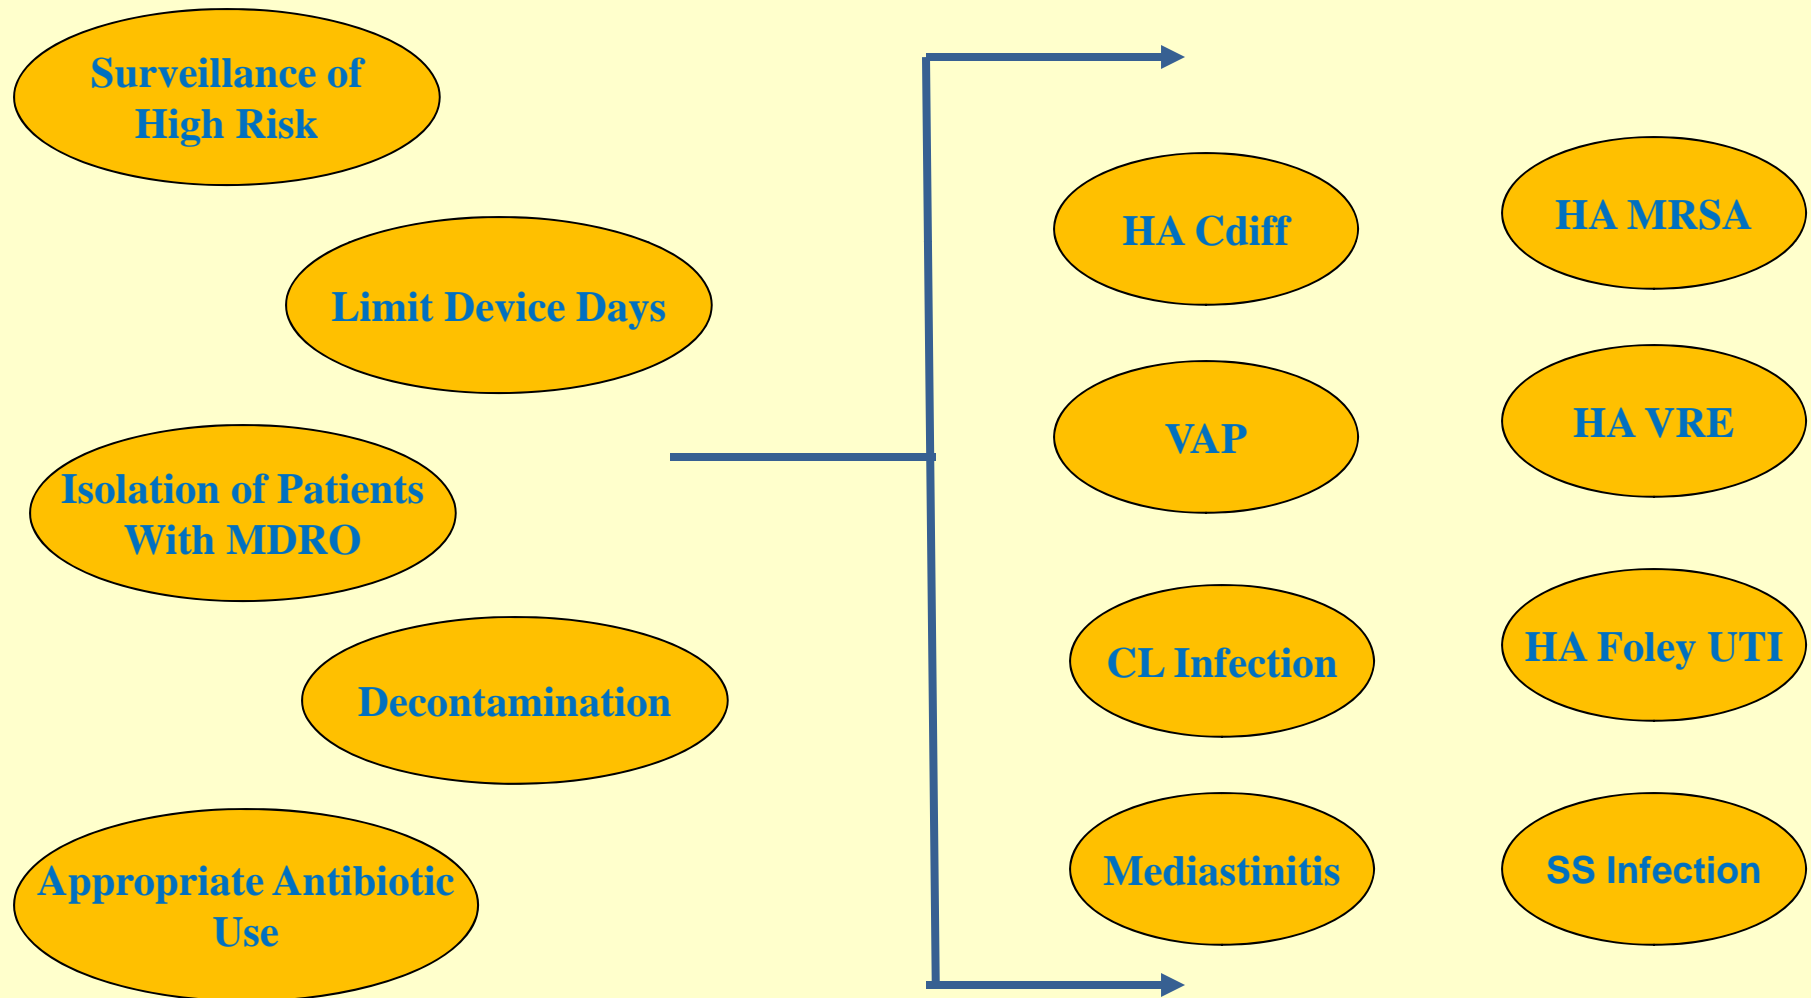 Surveillance of
High Risk
Limit Device Days
Isolation of Patients
With MDRO
Decontamination
Appropriate Antibiotic
Use
HA Cdiff
HA MRSA
VAP
HA VRE
CL Infection
HA Foley UTI
Mediastinitis
SS Infection